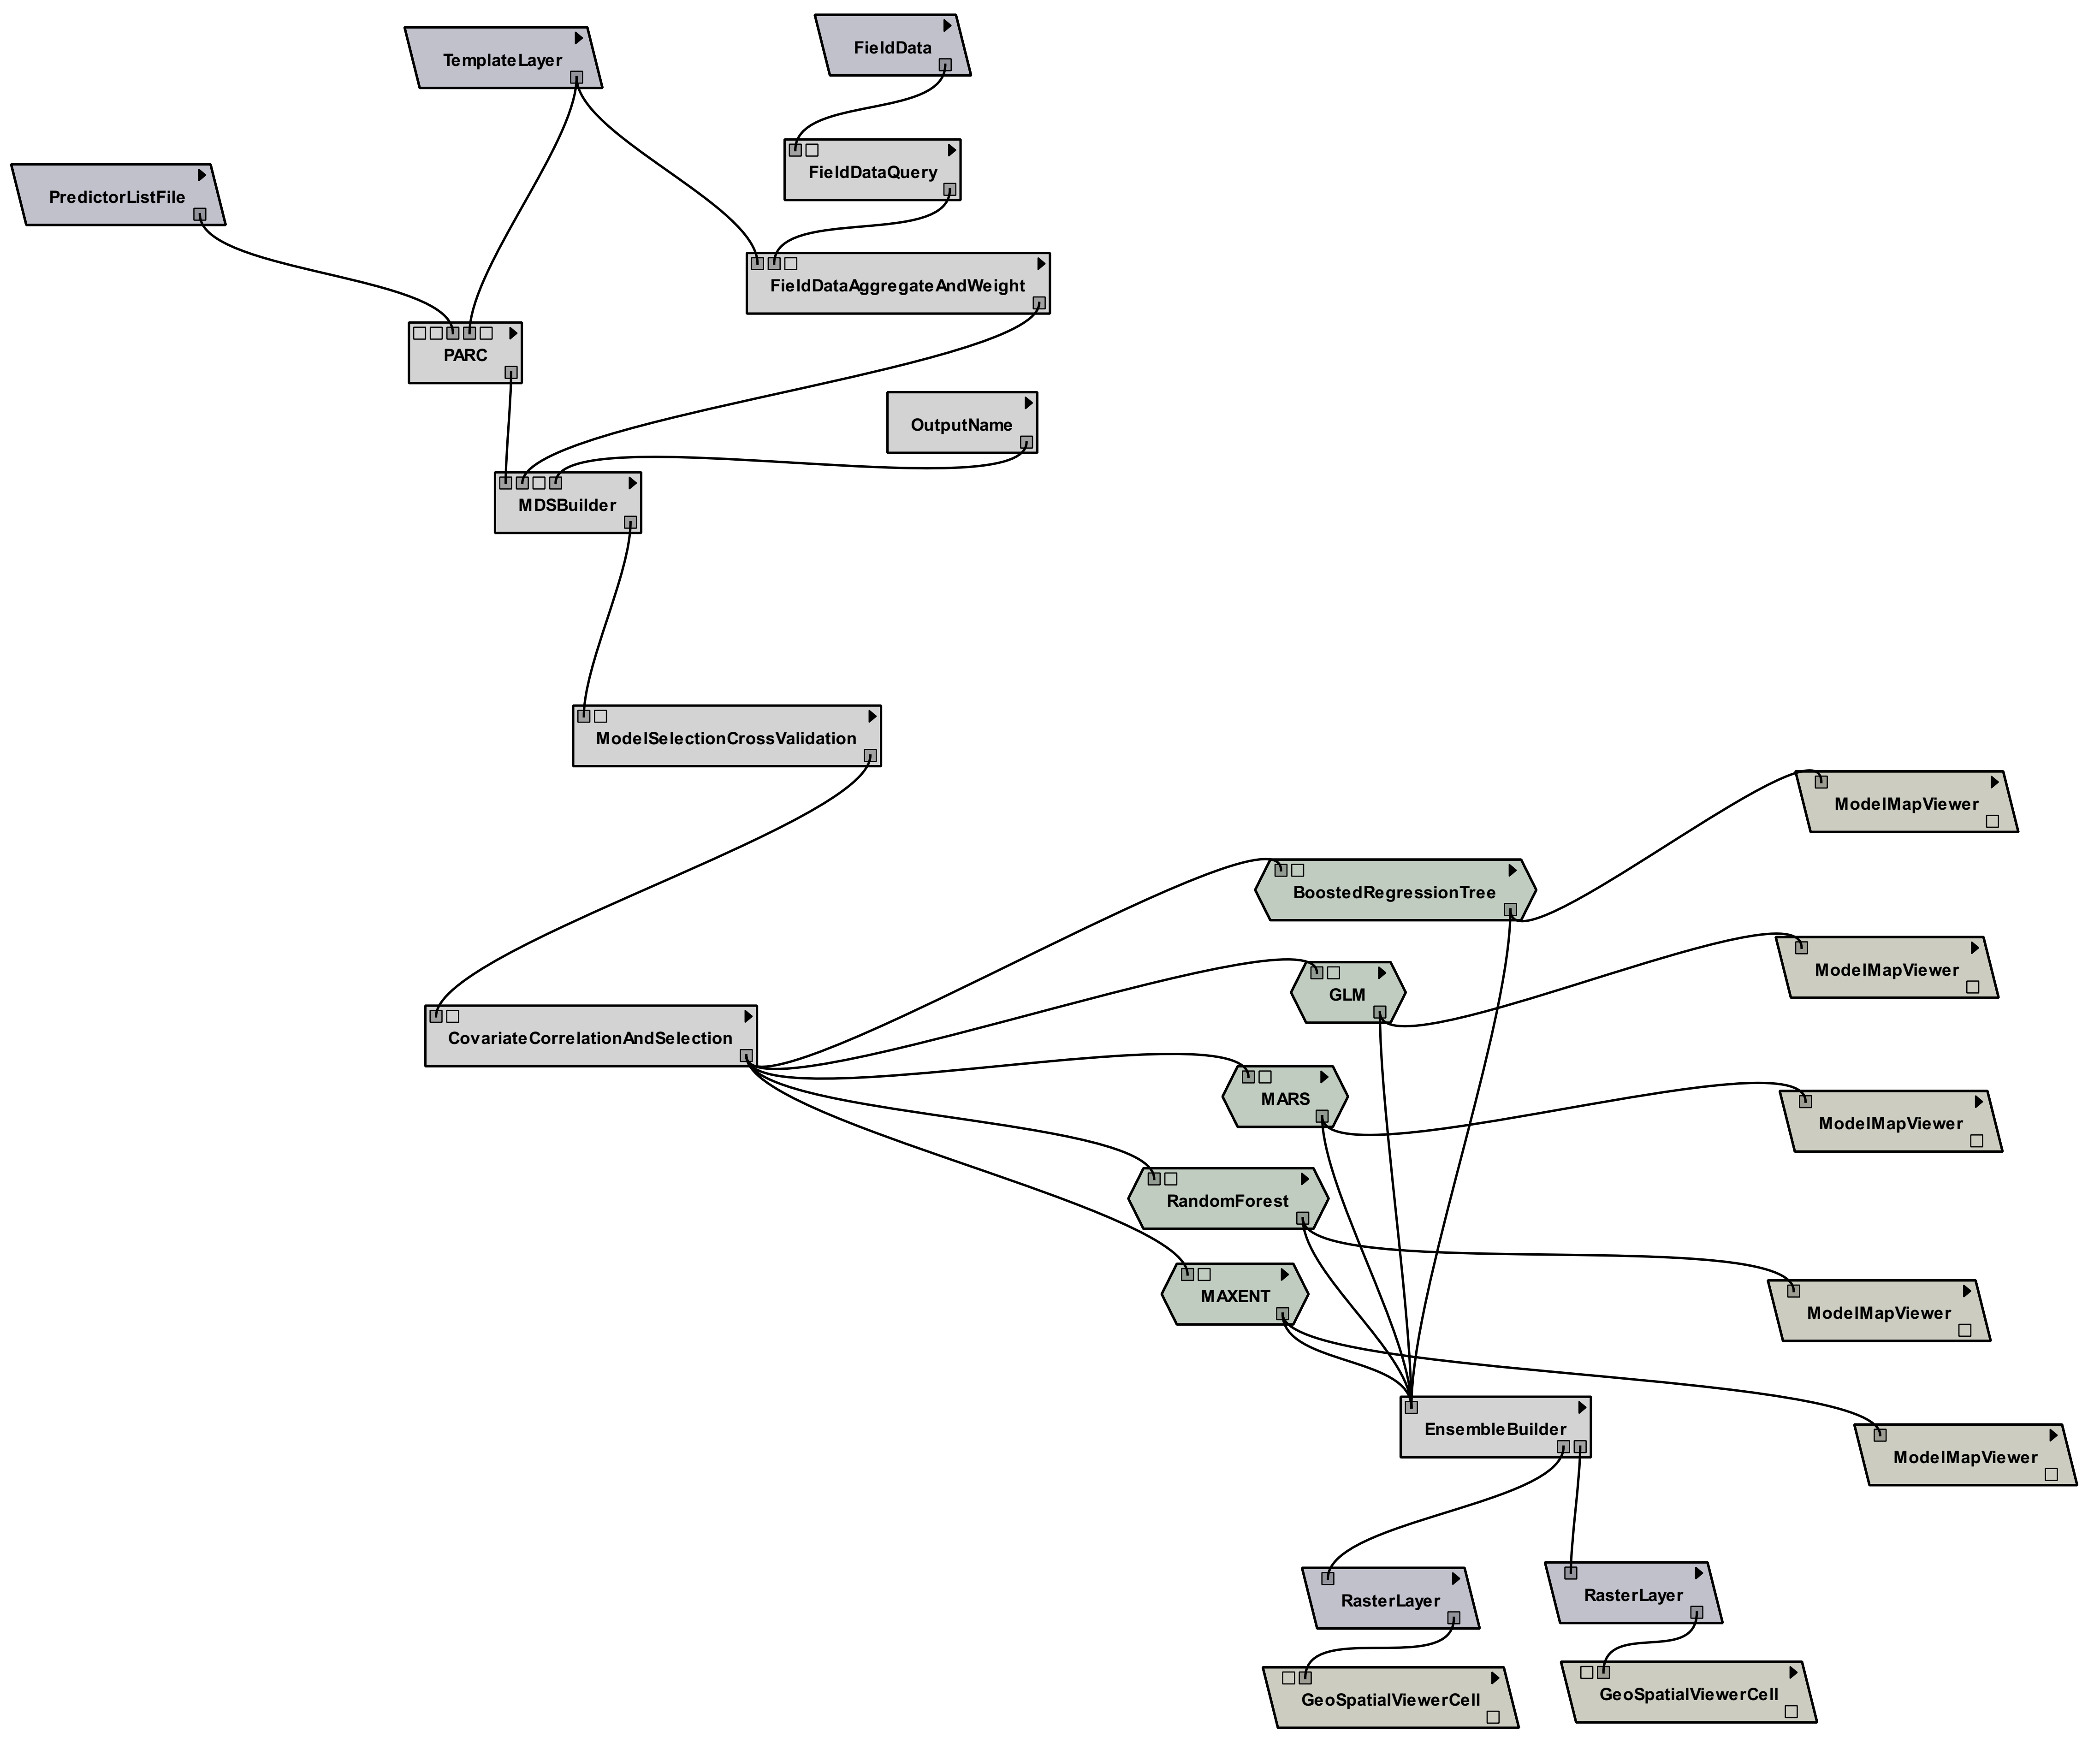 FieldData
TemplateLayer
FieldDataQuery
PredictorListFile
FieldDataAggregateAndWeight
PARC
OutputName
MDSBuilder
ModelSelectionCrossValidation
ModelMapViewer
BoostedRegressionTree
ModelMapViewer
GLM
CovariateCorrelationAndSelection
MARS
ModelMapViewer
RandomForest
MAXENT
ModelMapViewer
EnsembleBuilder
ModelMapViewer
RasterLayer
RasterLayer
GeoSpatialViewerCell
GeoSpatialViewerCell